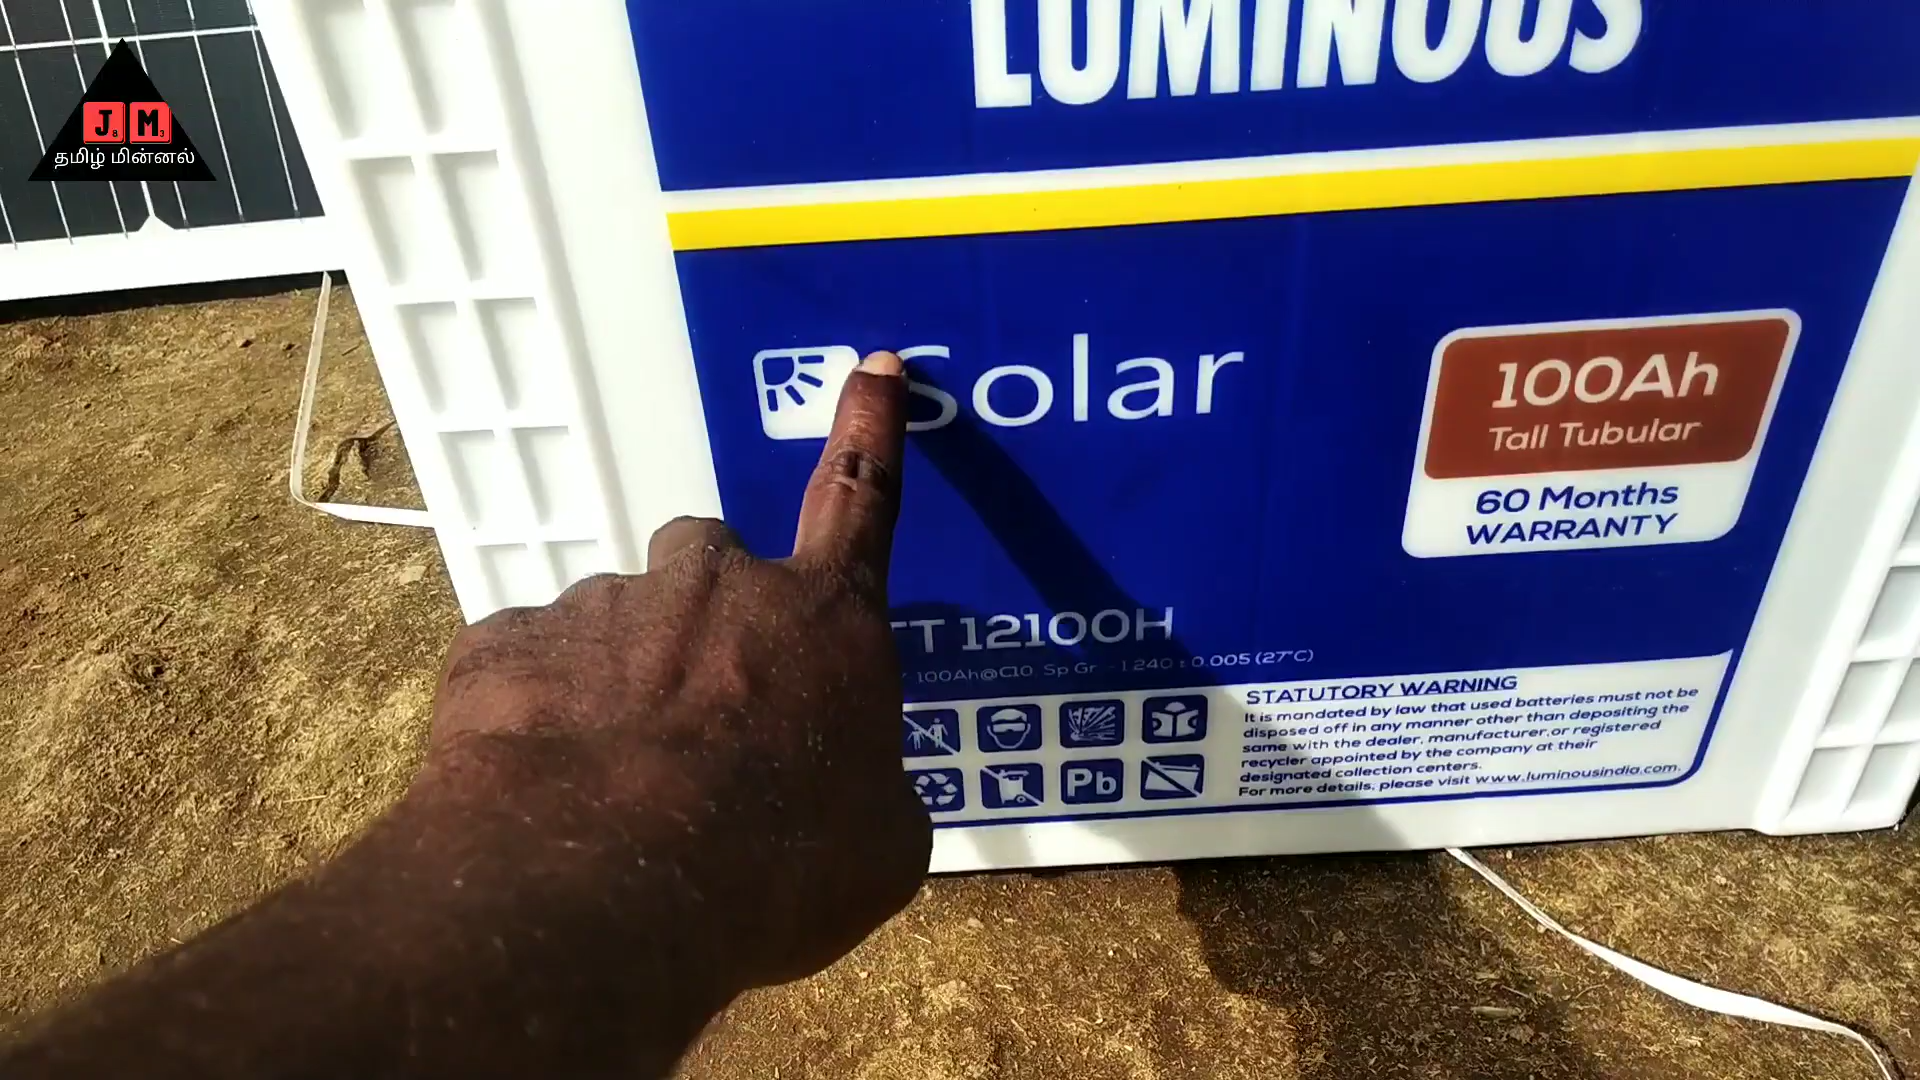 LUMINOUS
J8 M3
தமிழ் மின்னல்
Solar
100Ah
Tall Tubular
60 Months
WARRANTY
TT 12100H
100Ah@C10, Sp Gr. - 1.240 ± 0.005 (27°C)
STATUTORY WARNING
It is mandated by law that used batteries must not be
disposed off in any manner other than depositing the
same with the dealer, manufacturer, or registered
recycler appointed by the company at their
designated collection centers.
For more details, please visit www.luminousindia.com.
Pb